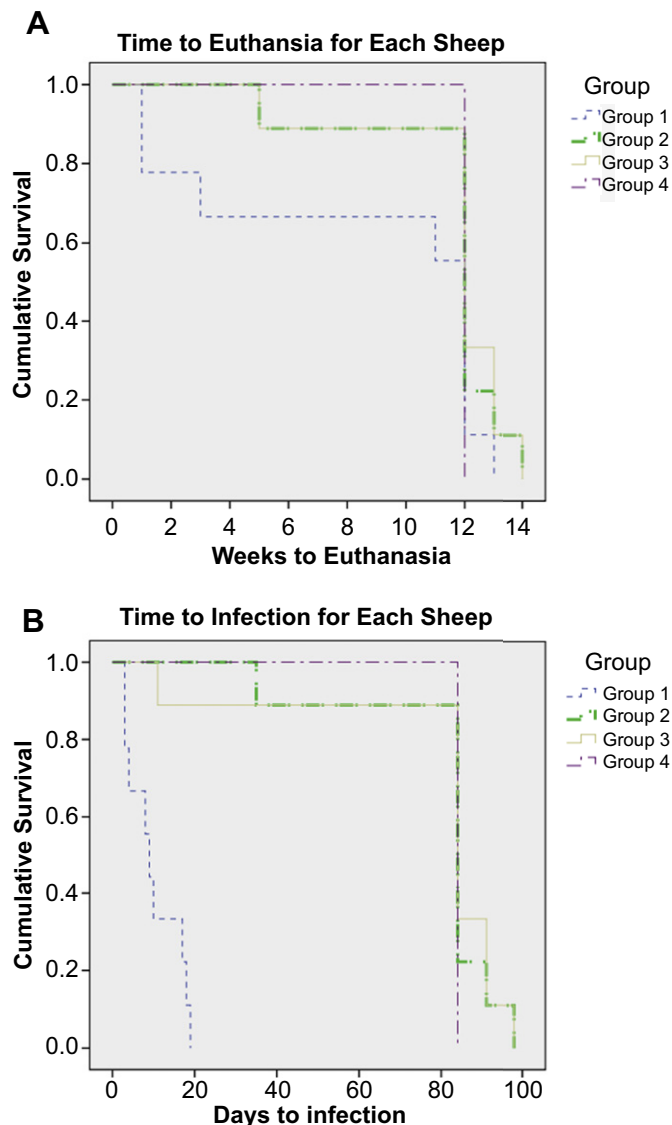 A
Time to Euthansia for Each Sheep
1.0
0.8
0.6
0.4
0.2
0.0
Cumulative Survival
0 2 4 6 8 10 12 14
Weeks to Euthanasia
Group
Group 1
Group 2
Group 3
Group 4
B
Time to Infection for Each Sheep
1.0
0.8
0.6
0.4
0.2
0.0
Cumulative Survival
0 20 40 60 80 100
Days to infection
Group
Group 1
Group 2
Group 3
Group 4